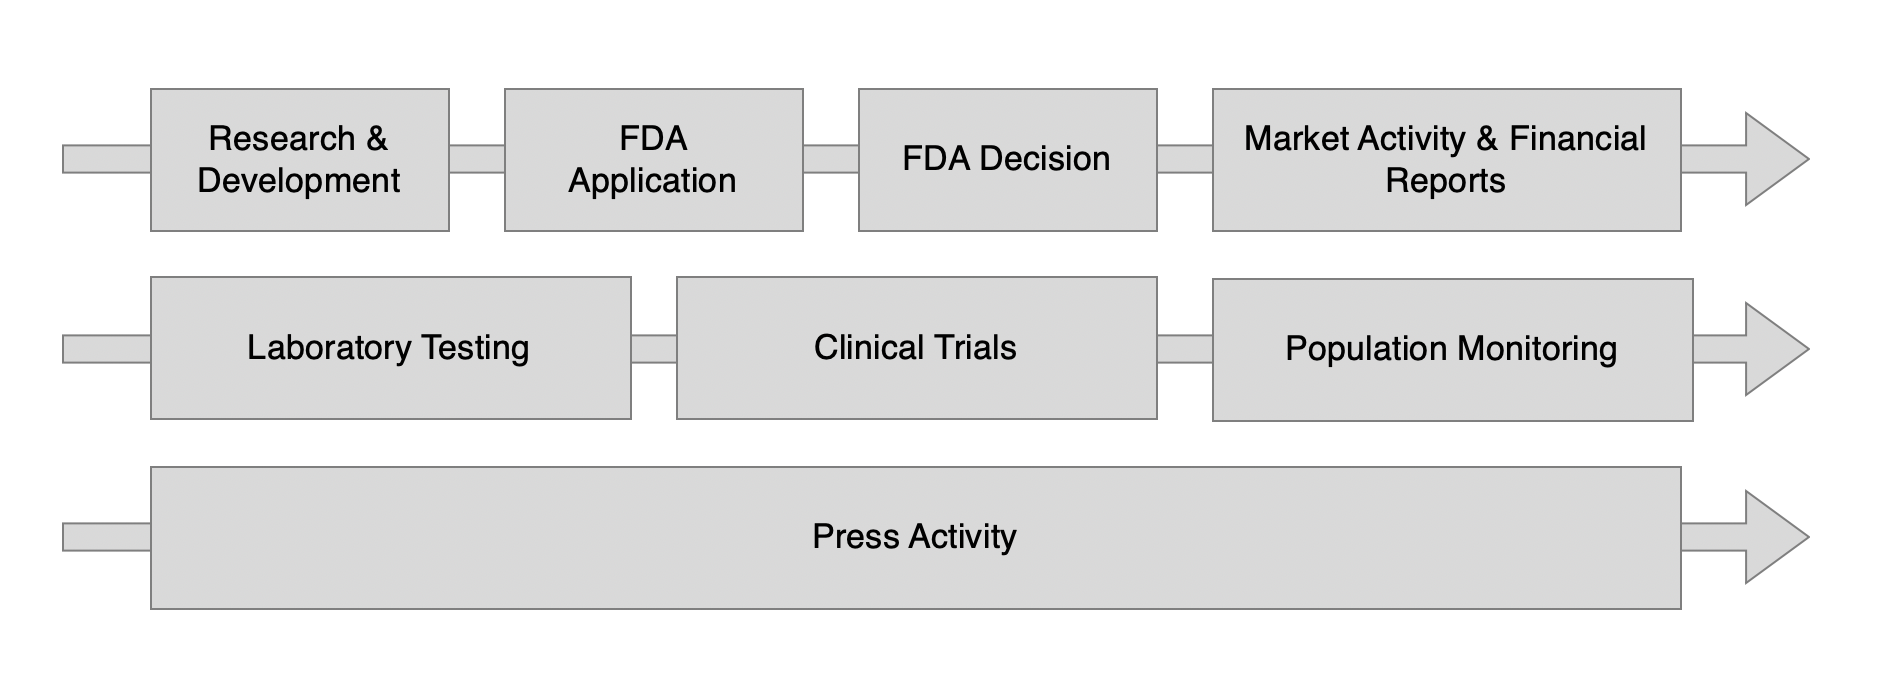 Research &
Development
FDA
Application
FDA Decision
Market Activity & Financial
Reports
Laboratory Testing
Clinical Trials
Population Monitoring
Press Activity